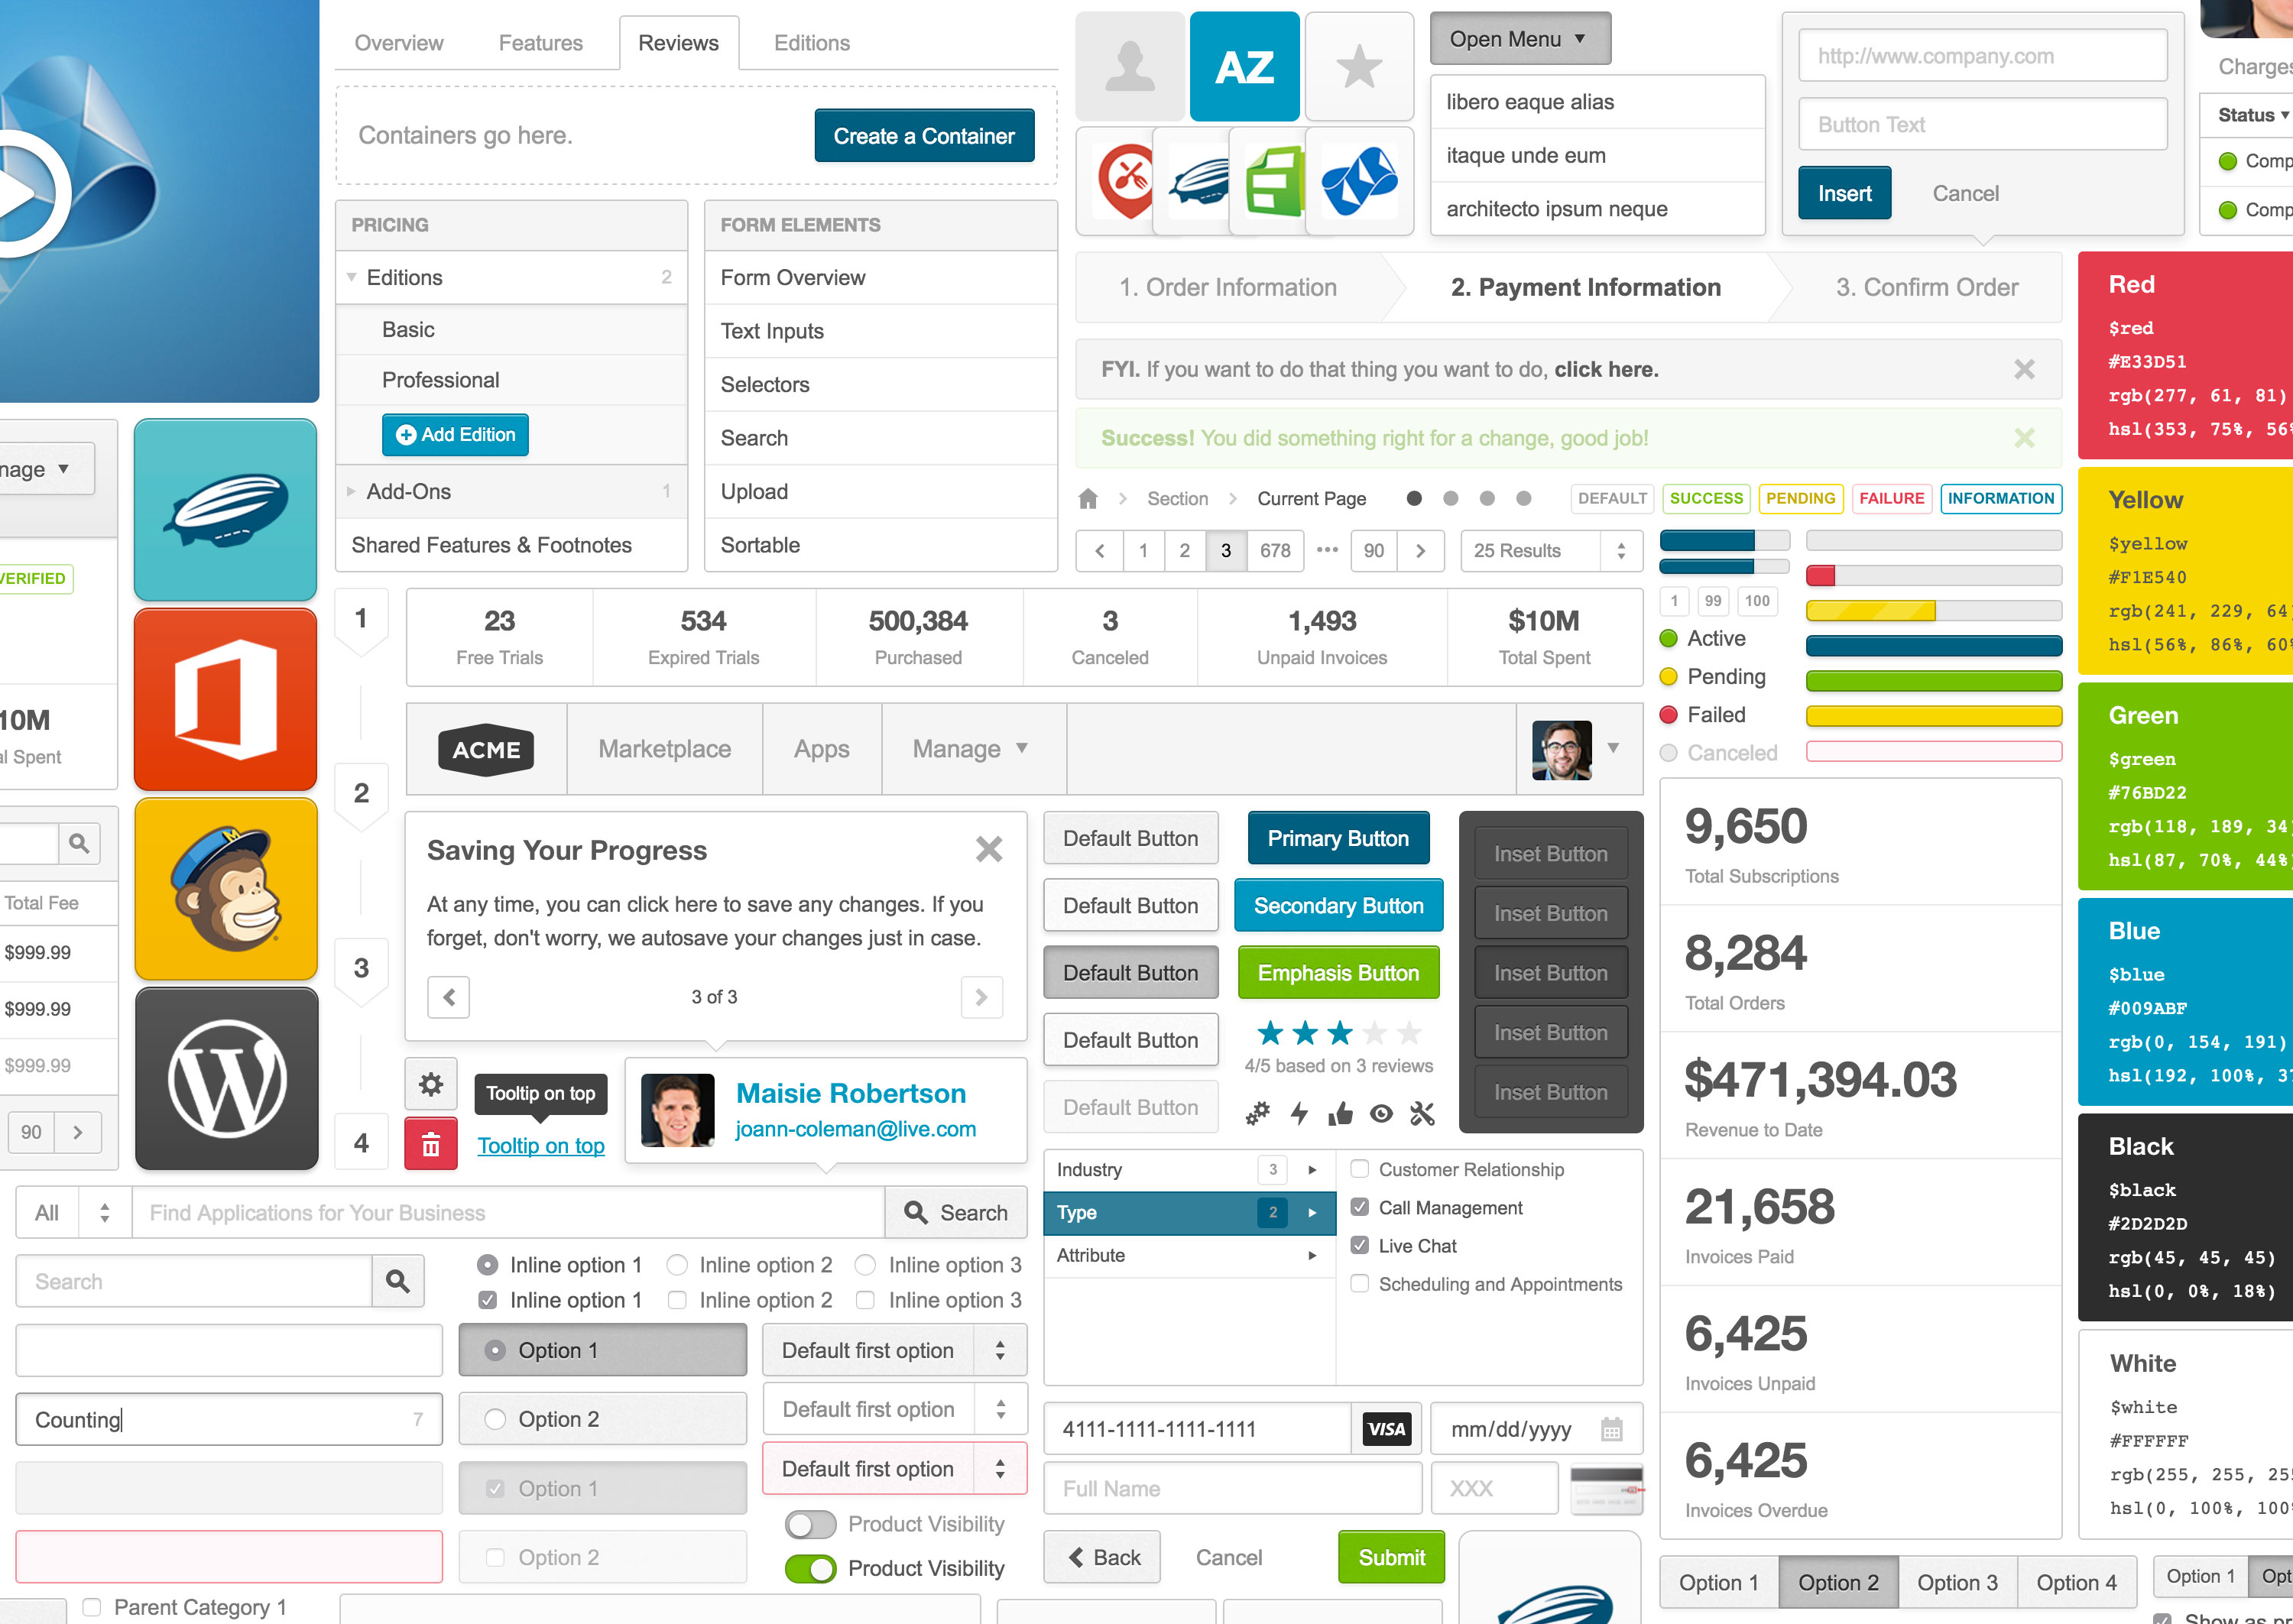 Overview Features Reviews Editions
Containers go here.
Create a Container
PRICING
Editions 2
Basic
Professional
Add Edition
Add-Ons 1
Shared Features & Footnotes
FORM ELEMENTS
Form Overview
Text Inputs
Selectors
Search
Upload
Sortable
AZ
Open Menu
libero eaque alias
itaque unde eum
architecto ipsum neque
http://www.company.com
Button Text
Insert Cancel
Charges
Status
Comp
Comp
1. Order Information 2. Payment Information 3. Confirm Order
FYI. If you want to do that thing you want to do, click here.
Success! You did something right for a change, good job!
Section Current Page
DEFAULT SUCCESS PENDING FAILURE INFORMATION
1 2 3 678 ••• 90
25 Results
1 99 100
Active
Pending
Failed
Canceled
nage
VERIFIED
10M
al Spent
Total Fee
$999.99
$999.99
$999.99
90
1
2
3
4
23
Free Trials
534
Expired Trials
500,384
Purchased
3
Canceled
1,493
Unpaid Invoices
$10M
Total Spent
ACME Marketplace Apps Manage
Saving Your Progress
At any time, you can click here to save any changes. If you
forget, don't worry, we autosave your changes just in case.
3 of 3
Tooltip on top
Tooltip on top
Maisie Robertson
joann-coleman@live.com
Default Button
Default Button
Default Button
Default Button
Default Button
Primary Button
Secondary Button
Emphasis Button
4/5 based on 3 reviews
Inset Button
Inset Button
Inset Button
Inset Button
Inset Button
9,650
Total Subscriptions
8,284
Total Orders
$471,394.03
Revenue to Date
21,658
Invoices Paid
6,425
Invoices Unpaid
6,425
Invoices Overdue
Red
$red
#E33D51
rgb(277, 61, 81)
hsl(353, 75%, 56%
Yellow
$yellow
#F1E540
rgb(241, 229, 64)
hsl(56%, 86%, 60%
Green
$green
#76BD22
rgb(118, 189, 34)
hsl(87, 70%, 44%)
Blue
$blue
#009ABF
rgb(0, 154, 191)
hsl(192, 100%, 37
Black
$black
#2D2D2D
rgb(45, 45, 45)
hsl(0, 0%, 18%)
White
$white
#FFFFFF
rgb(255, 255, 255
hsl(0, 100%, 100%
All Find Applications for Your Business Search
Search
Inline option 1 Inline option 2 Inline option 3
Inline option 1 Inline option 2 Inline option 3
Counting 7
Option 1
Option 2
Option 1
Option 2
Default first option
Default first option
Default first option
Product Visibility
Product Visibility
Parent Category 1
Industry 3
Type 2
Attribute
Customer Relationship
Call Management
Live Chat
Scheduling and Appointments
4111-1111-1111-1111 VISA mm/dd/yyyy
Full Name XXX
Back Cancel Submit
Option 1 Option 2 Option 3 Option 4
Option 1 Opt
Show as pr